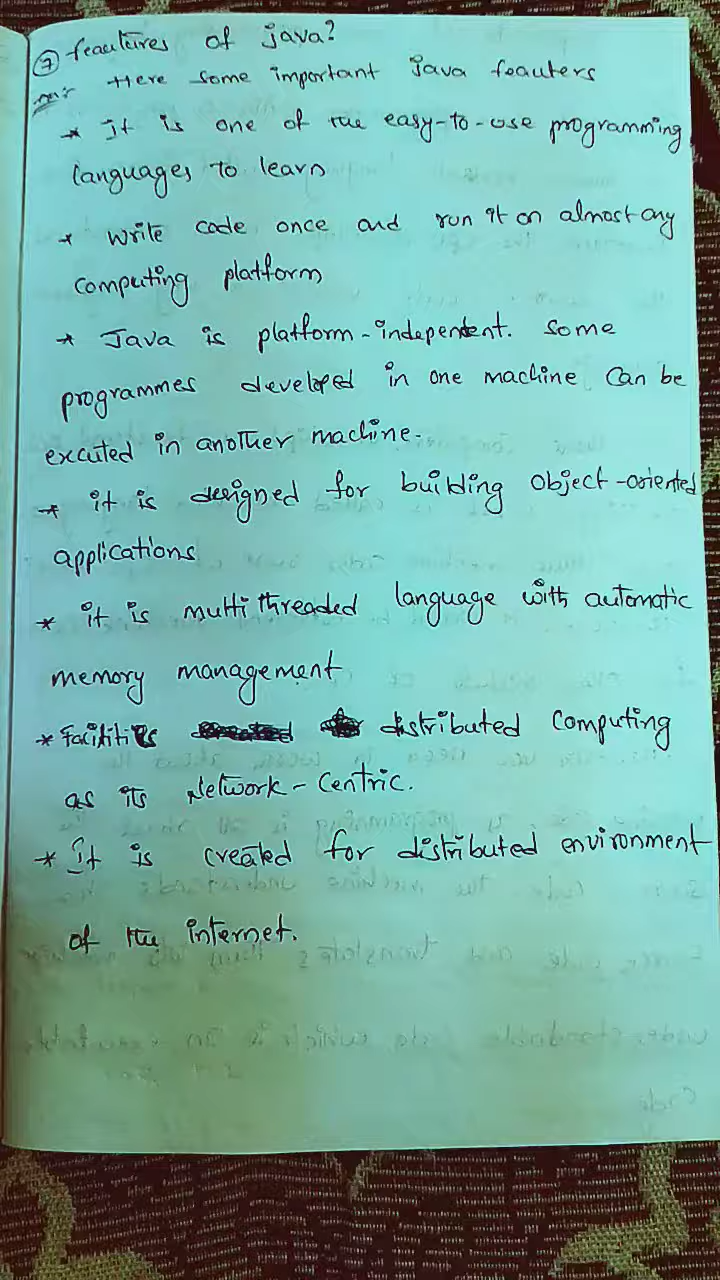 ⑦ feautures of java?
Ans:- Here some important Java feauters
* It is one of the easy-to-use programming
languages to learn
* write code once and run it on almost any
computing platform
* Java is platform-independent. some
programmes developed in one machine can be
excuted in another machine.
* it is designed for building object-oriented
applications
* it is multi threaded language with automatic
memory management
* facilities distributed computing
as its Network-Centric.
* It is created for distributed environment
of the internet.